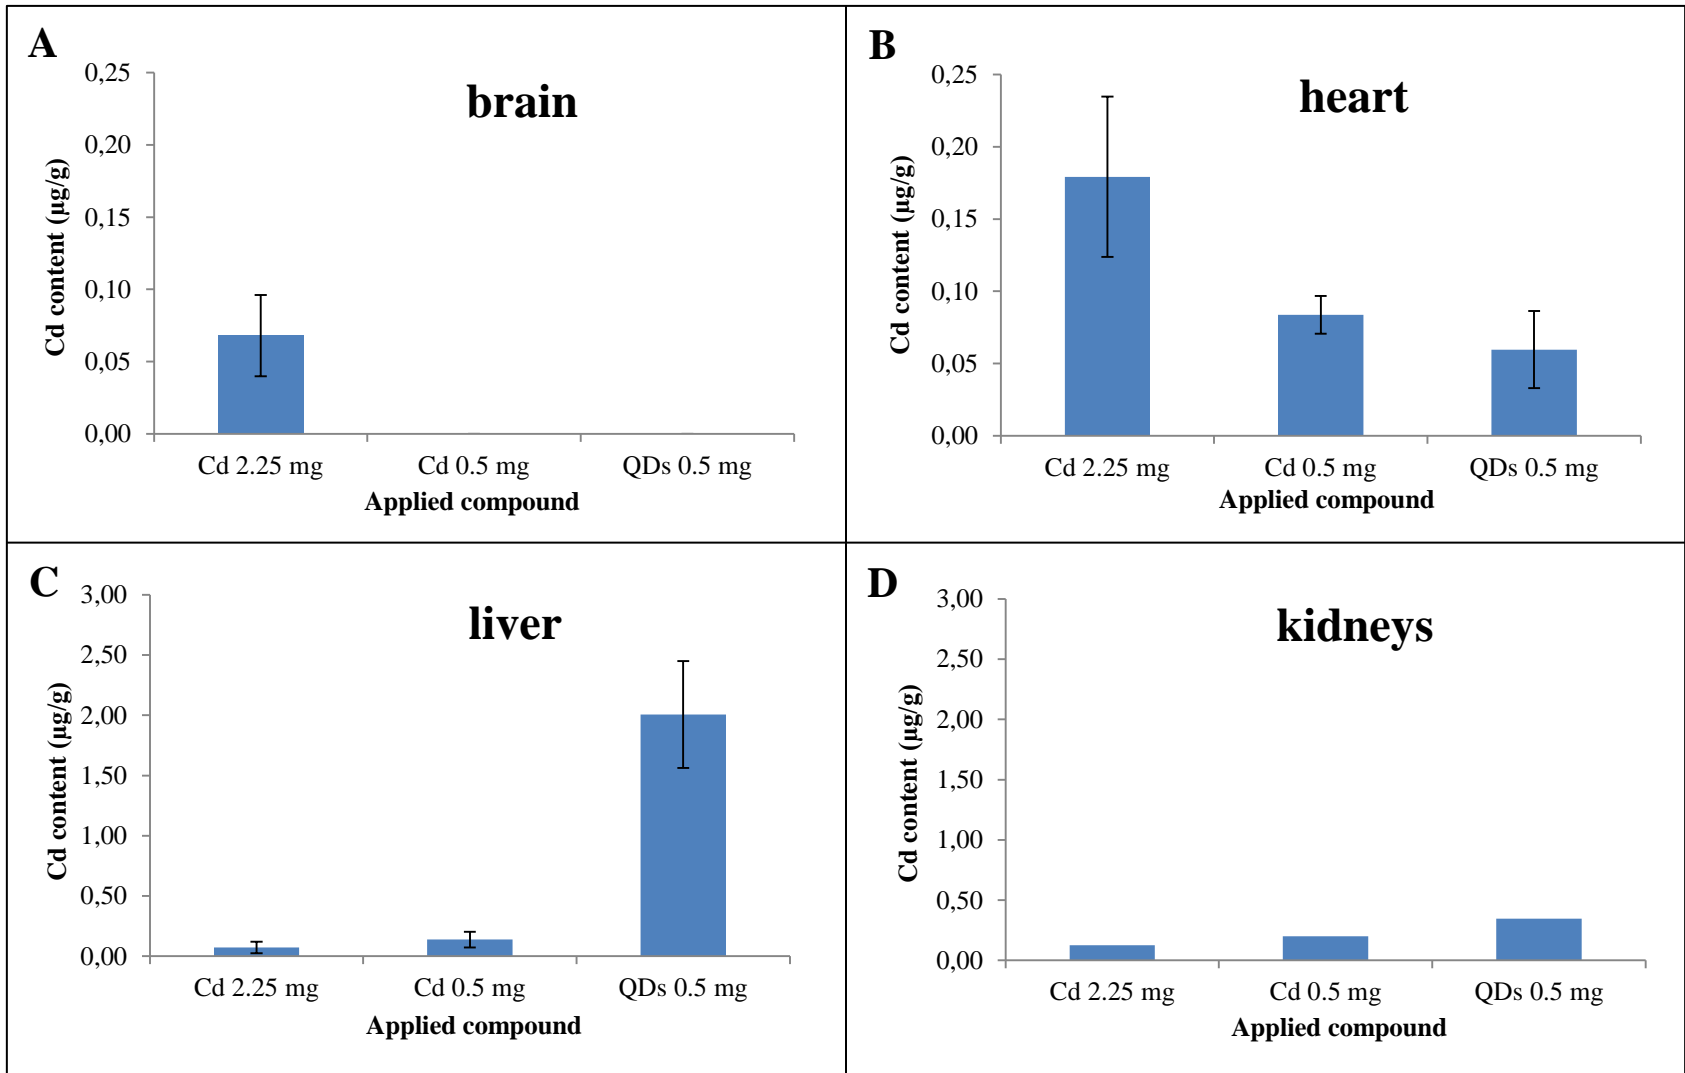 A
brain
Cd content (µg/g)
0,25
0,20
0,15
0,10
0,05
0,00
Cd 2.25 mg
Cd 0.5 mg
QDs 0.5 mg
Applied compound
B
heart
Cd content (µg/g)
0,25
0,20
0,15
0,10
0,05
0,00
Cd 2.25 mg
Cd 0.5 mg
QDs 0.5 mg
Applied compound
C
liver
Cd content (µg/g)
3,00
2,50
2,00
1,50
1,00
0,50
0,00
Cd 2.25 mg
Cd 0.5 mg
QDs 0.5 mg
Applied compound
D
kidneys
Cd content (µg/g)
3,00
2,50
2,00
1,50
1,00
0,50
0,00
Cd 2.25 mg
Cd 0.5 mg
QDs 0.5 mg
Applied compound